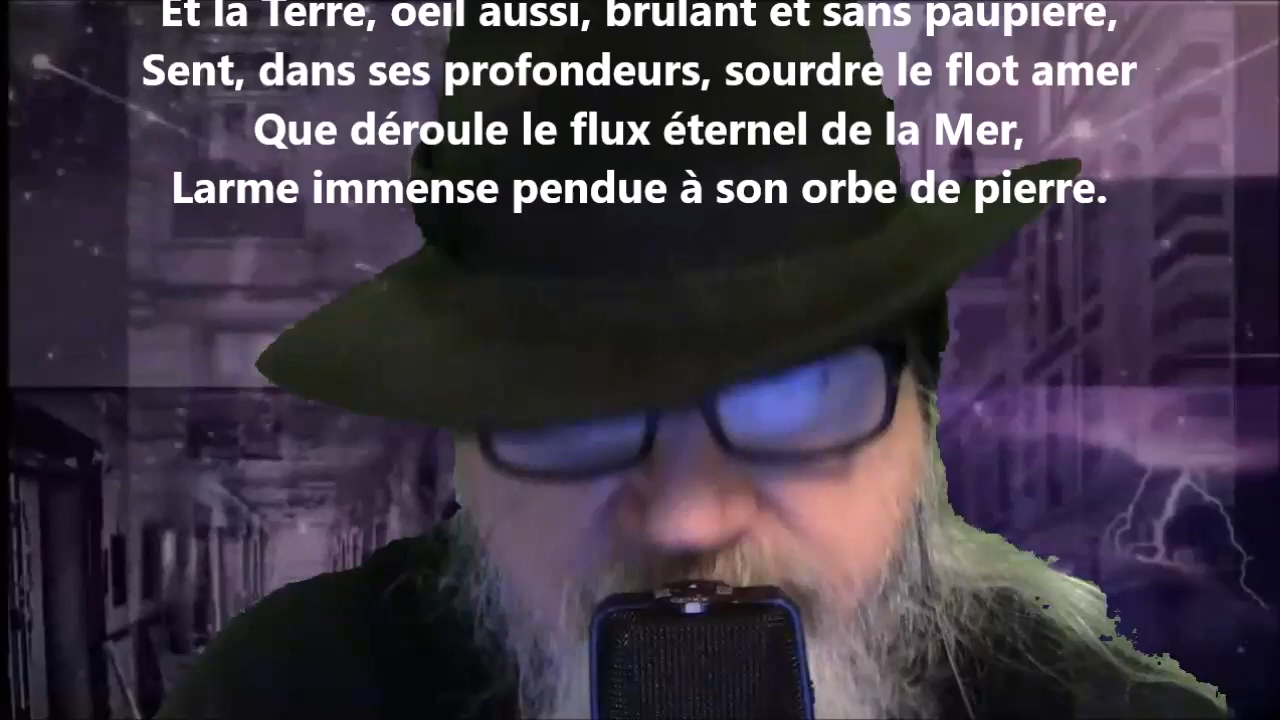 Et la Terre, oeil aussi, brûlant et sans paupière,
Sent, dans ses profondeurs, sourdre le flot amer
Que déroule le flux éternel de la Mer,
Larme immense pendue à son orbe de pierre.